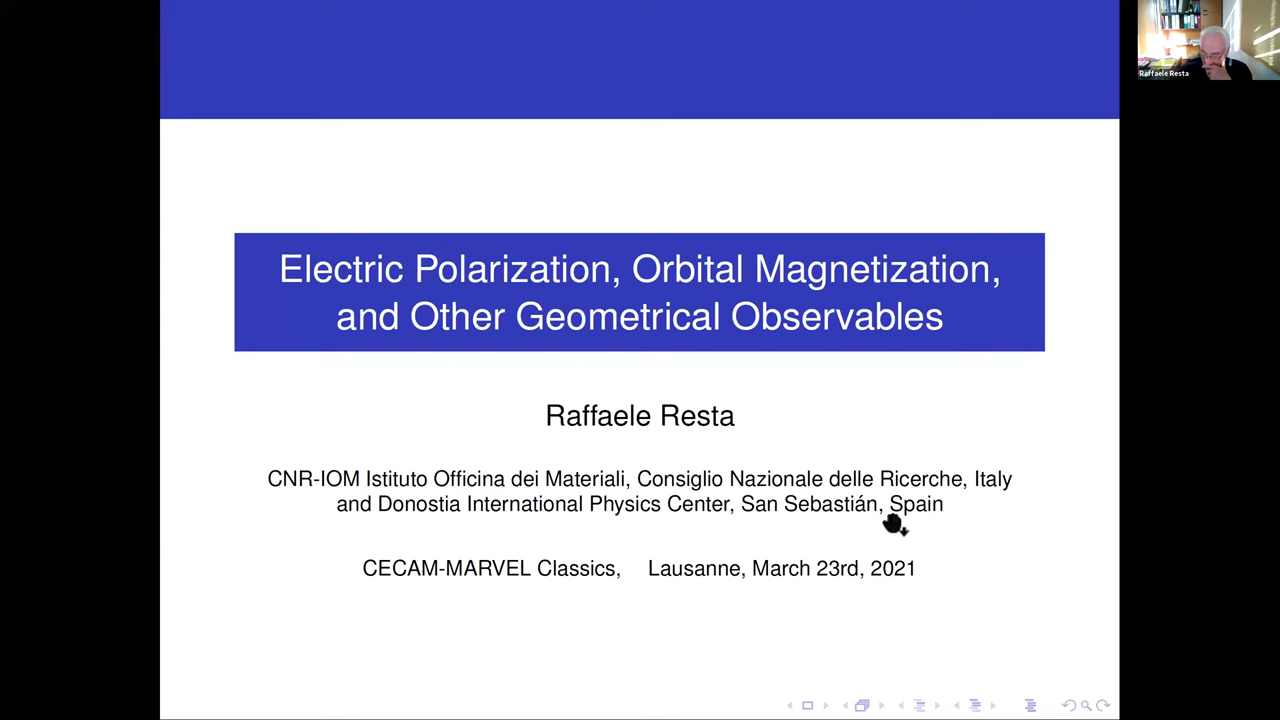 Raffaele Resta
Electric Polarization, Orbital Magnetization,
and Other Geometrical Observables
Raffaele Resta
CNR-IOM Istituto Officina dei Materiali, Consiglio Nazionale delle Ricerche, Italy
and Donostia International Physics Center, San Sebastián, Spain
CECAM-MARVEL Classics, Lausanne, March 23rd, 2021